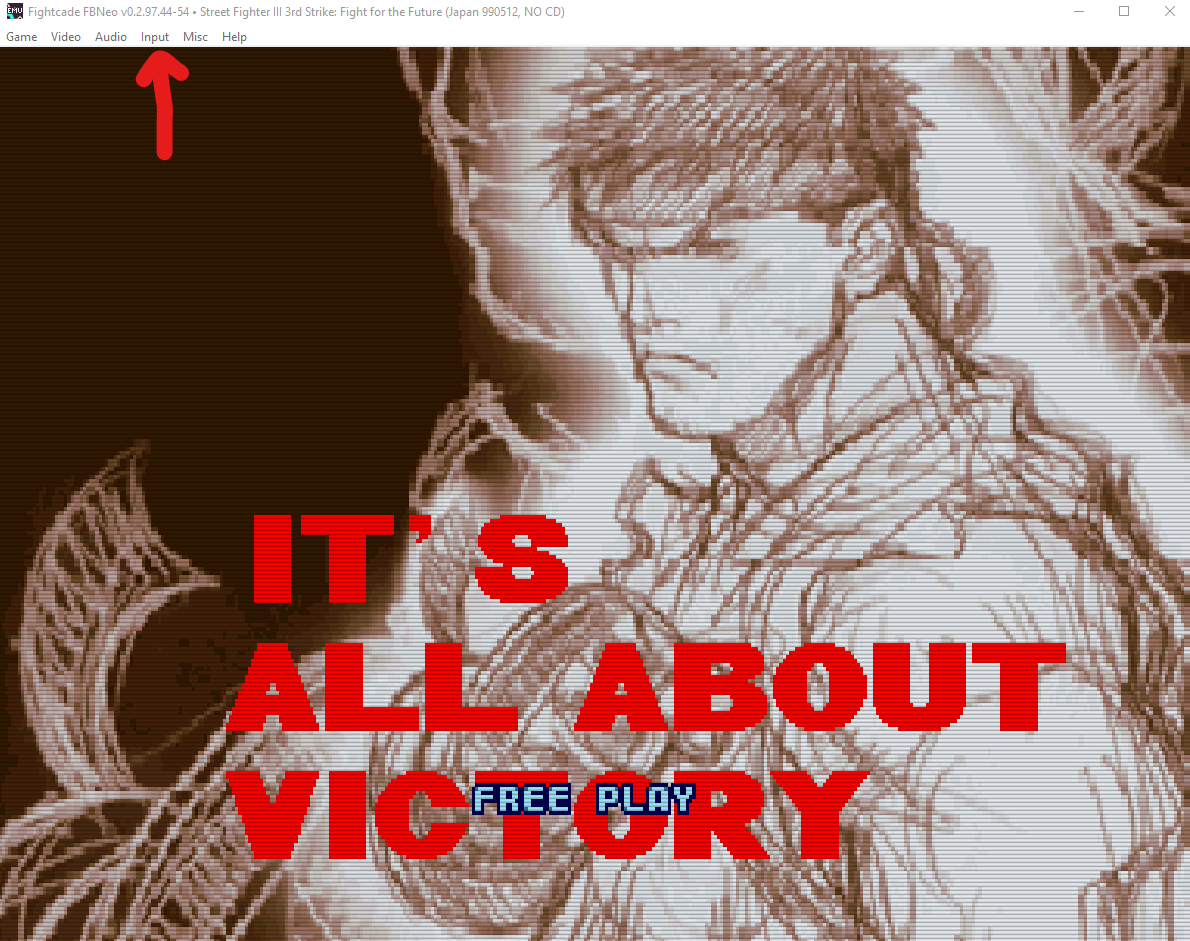 EMU Fightcade FBNeo v0.2.97.44-54 • Street Fighter III 3rd Strike: Fight for the Future (Japan 990512, NO CD)
Game Video Audio Input Misc Help
IT'S
ALL ABOUT
VICTORY
FREE PLAY